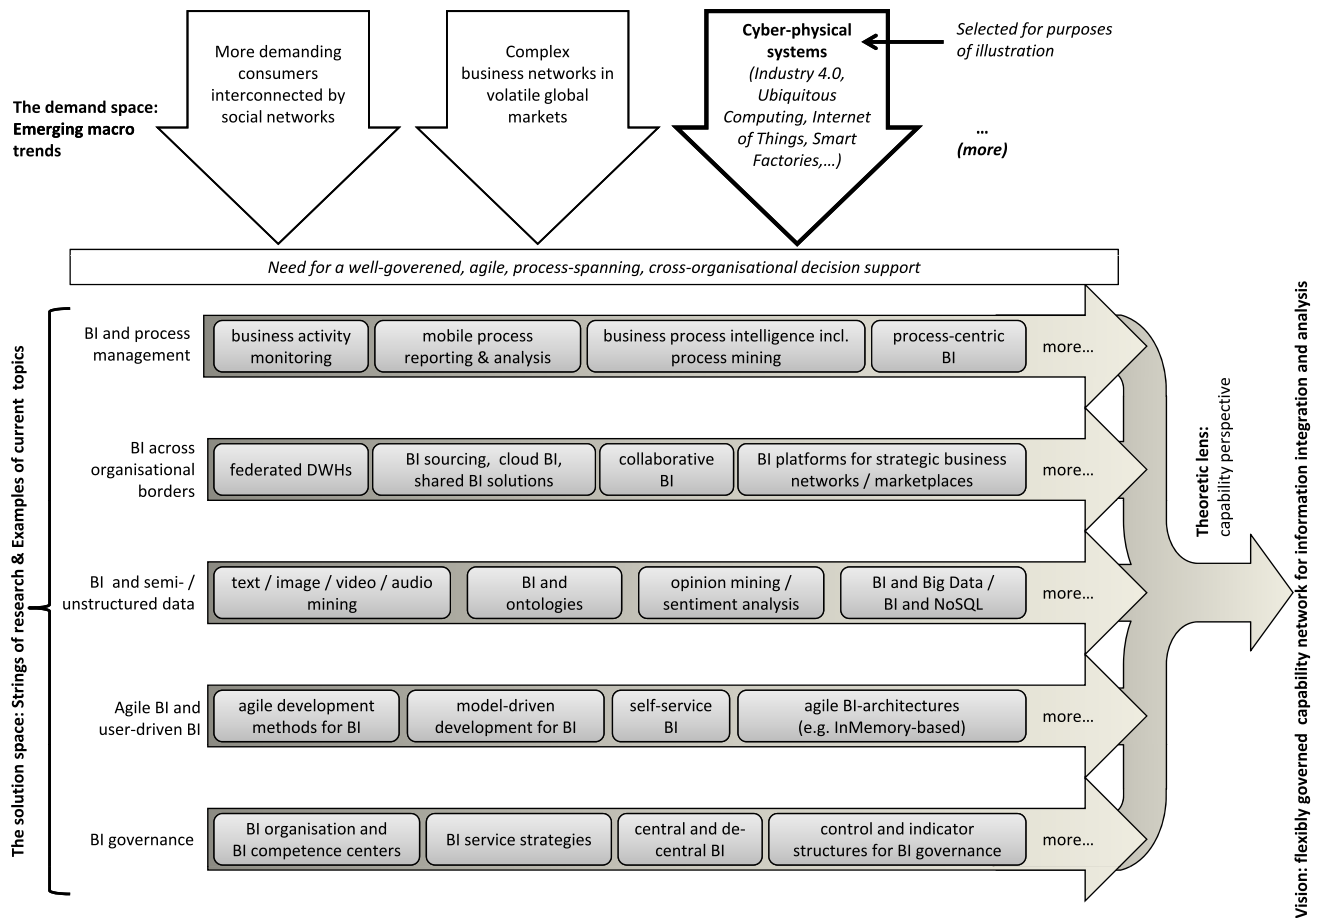 More demanding
consumers
interconnected by
social networks
Complex
business networks in
volatile global
markets
Cyber-physical
systems
(Industry 4.0,
Ubiquitous
Computing, Internet
of Things, Smart
Factories,...)
Selected for purposes
of illustration
The demand space:
Emerging macro
trends
...
(more)
Need for a well-goverened, agile, process-spanning, cross-organisational decision support
The solution space: Strings of research & Examples of current topics
BI and process
management
business activity
monitoring
mobile process
reporting & analysis
business process intelligence incl.
process mining
process-centric
BI
more...
BI across
organisational
borders
federated DWHs
BI sourcing, cloud BI,
shared BI solutions
collaborative
BI
BI platforms for strategic business
networks / marketplaces
more...
BI and semi- /
unstructured data
text / image / video / audio
mining
BI and
ontologies
opinion mining /
sentiment analysis
BI and Big Data /
BI and NoSQL
more...
Agile BI and
user-driven BI
agile development
methods for BI
model-driven
development for BI
self-service
BI
agile BI-architectures
(e.g. InMemory-based)
more...
BI governance
BI organisation and
BI competence centers
BI service strategies
central and de-
central BI
control and indicator
structures for BI governance
more...
Theoretic lens:
capability perspective
Vision: flexibly governed capability network for information integration and analysis